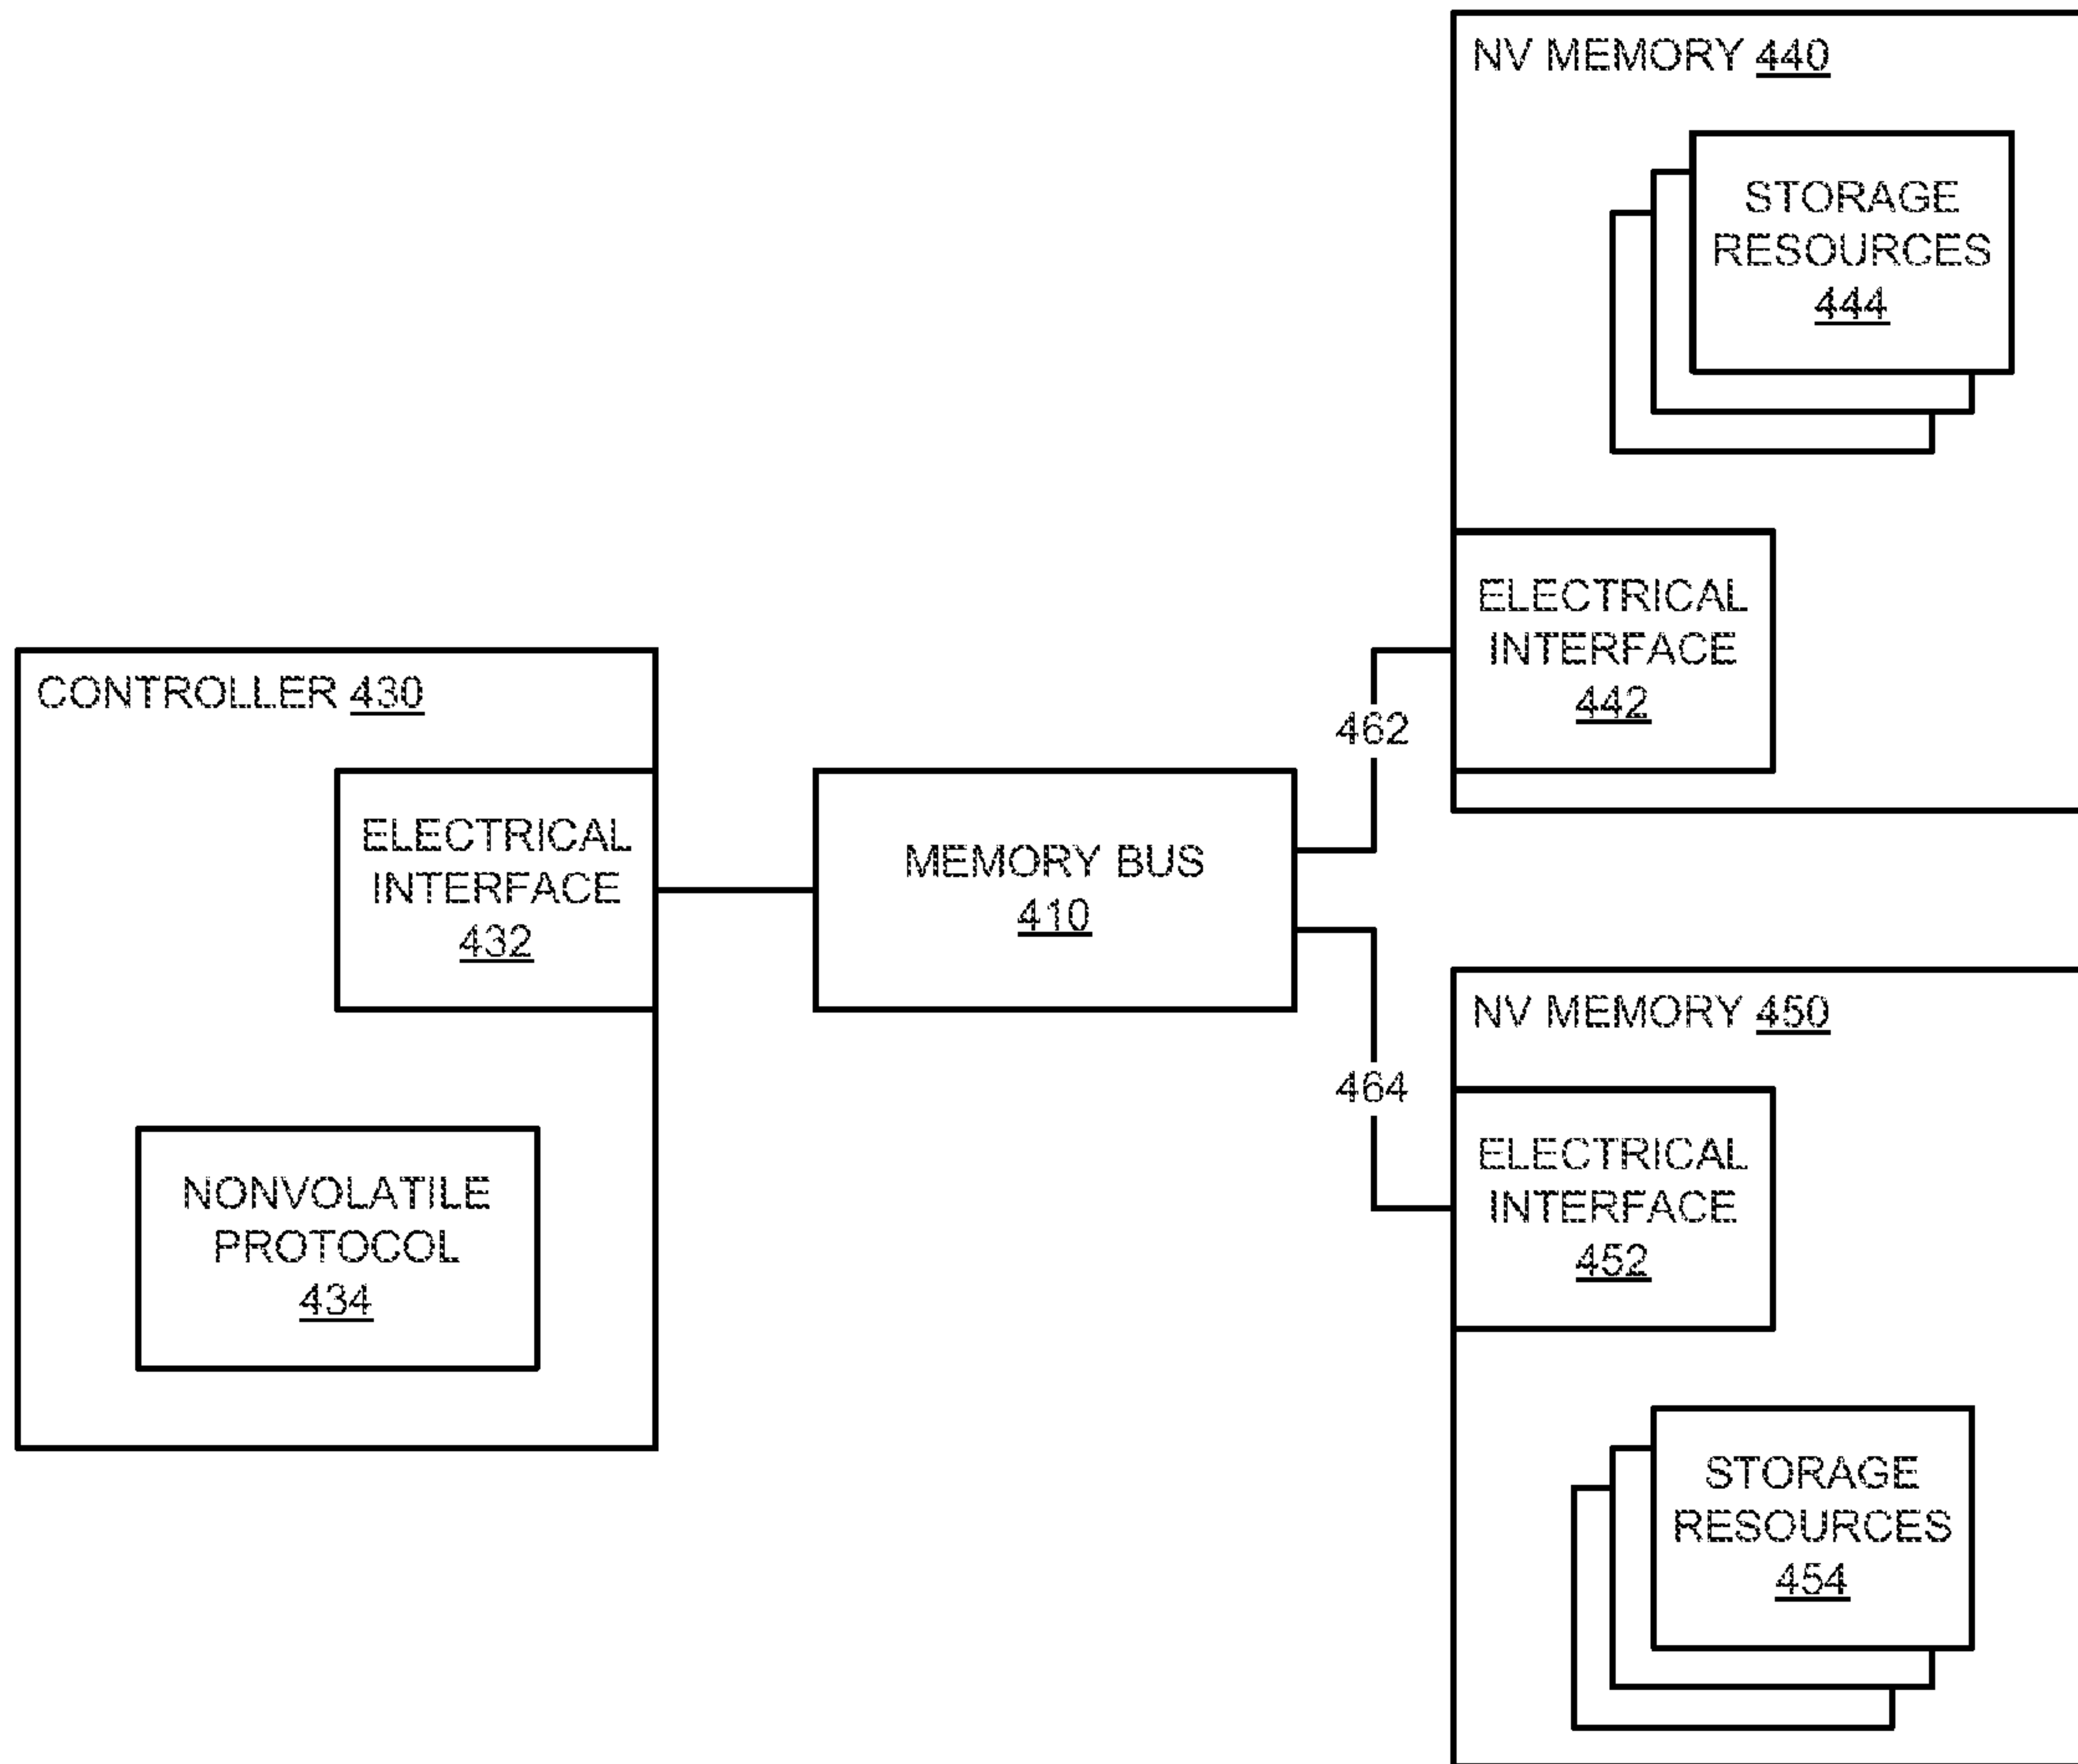 NV MEMORY 440
STORAGE
RESOURCES
444
ELECTRICAL
INTERFACE
442
462
CONTROLLER 430
ELECTRICAL
INTERFACE
432
MEMORY BUS
410
NONVOLATILE
PROTOCOL
434
464
NV MEMORY 450
ELECTRICAL
INTERFACE
452
STORAGE
RESOURCES
454